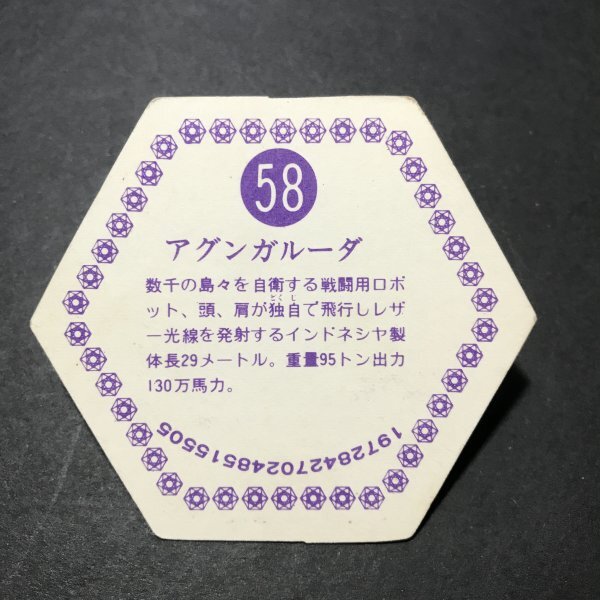 58
アグンガルーダ
数千の島々を自衛する戦闘用ロボ
ット、頭、肩が独自で飛行しレザ
ー光線を発射するインドネシヤ製
体長29メートル。重量95トン出力
130万馬力。
197284270248515505